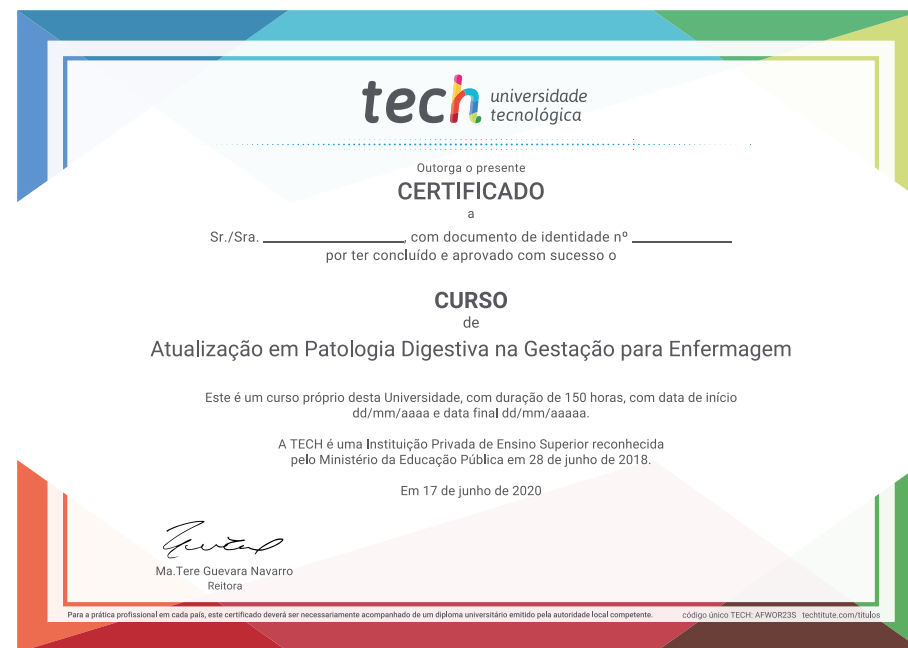 tech universidade
tecnológica
Outorga o presente
CERTIFICADO
a
Sr./Sra. ____________, com documento de identidade nº ____________
por ter concluído e aprovado com sucesso o
CURSO
de
Atualização em Patologia Digestiva na Gestação para Enfermagem
Este é um curso próprio desta Universidade, com duração de 150 horas, com data de início
dd/mm/aaaa e data final dd/mm/aaaaa.
A TECH é uma Instituição Privada de Ensino Superior reconhecida
pelo Ministério da Educação Pública em 28 de junho de 2018.
Em 17 de junho de 2020
Ma.Tere Guevara Navarro
Reitora
Para a prática profissional em cada país, este certificado deverá ser necessariamente acompanhado de um diploma universitário emitido pela autoridade local competente. código único TECH: AFWOR23S techtitute.com/titulos